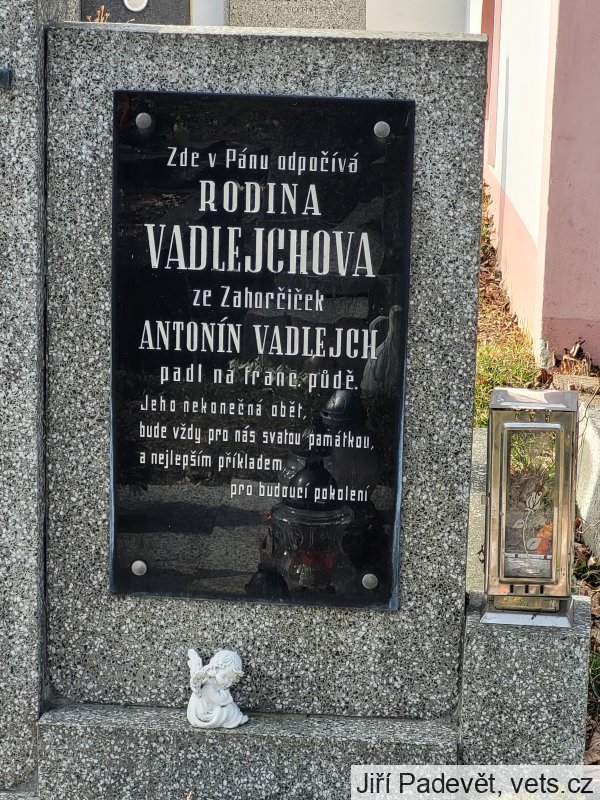 Zde v Pánu odpočívá
RODINA
VADLEJCHOVA
ze Zahorčiček
ANTONÍN VADLEJCH
padl na franc. půdě.
Jeho nekonečná oběť,
bude vždy pro nás svatou památkou,
a nejlepším příkladem,
pro budoucí pokolení
Jiří Padevět, vets.cz